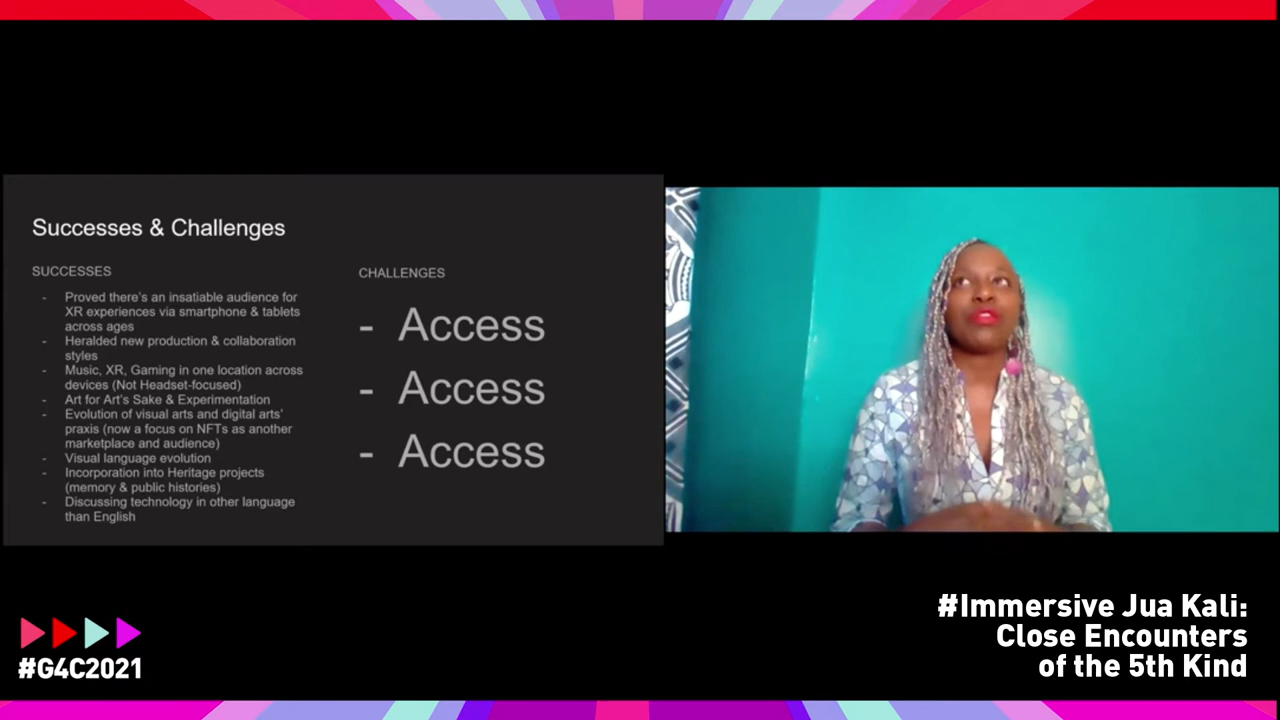 Successes & Challenges
SUCCESSES
- Proved there's an insatiable audience for
XR experiences via smartphone & tablets
across ages
- Heralded new production & collaboration
styles
- Music, XR, Gaming in one location across
devices (Not Headset-focused)
- Art for Art's Sake & Experimentation
- Evolution of visual arts and digital arts'
praxis (now a focus on NFTs as another
marketplace and audience)
- Visual language evolution
- Incorporation into Heritage projects
(memory & public histories)
- Discussing technology in other language
than English
CHALLENGES
- Access
- Access
- Access
#G4C2021
#Immersive Jua Kali:
Close Encounters
of the 5th Kind